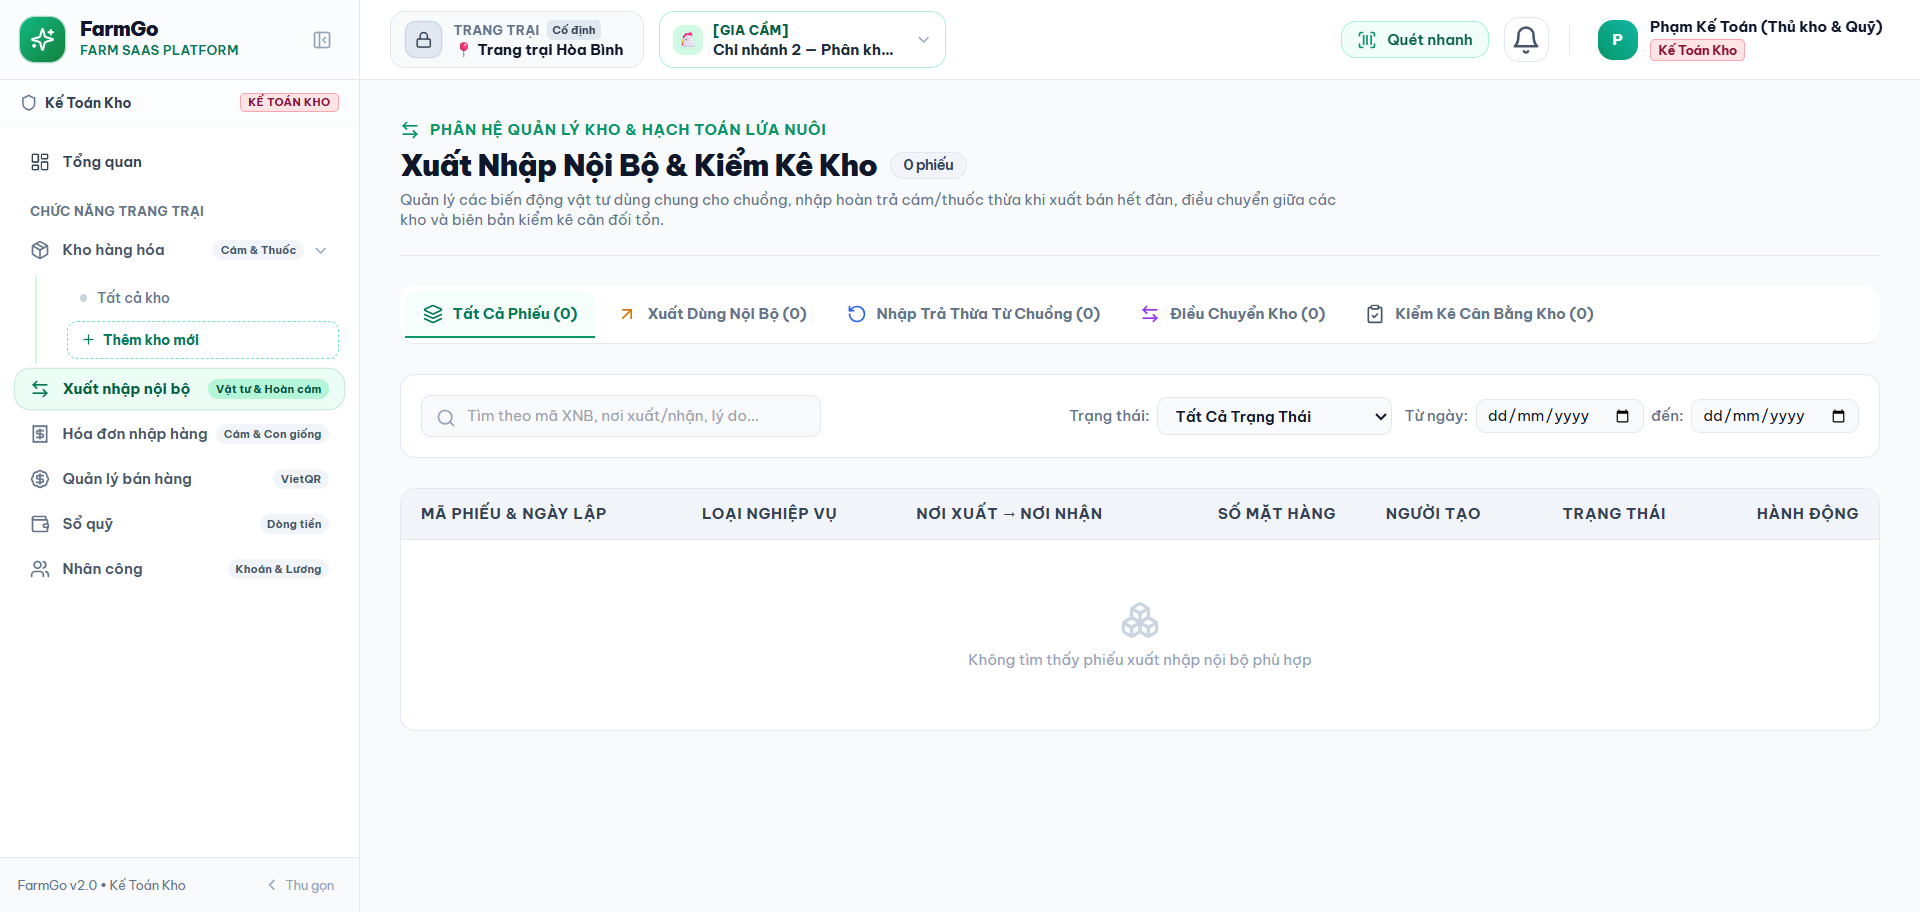 FarmGo
FARM SAAS PLATFORM
TRANG TRẠI Cố định
Trang trại Hòa Bình
[GIA CẦM]
Chi nhánh 2 — Phân kh...
Quét nhanh
P
Phạm Kế Toán (Thủ kho & Quỹ)
Kế Toán Kho
Kế Toán Kho KẾ TOÁN KHO
Tổng quan
CHỨC NĂNG TRANG TRẠI
Kho hàng hóa Cám & Thuốc
Tất cả kho
+ Thêm kho mới
Xuất nhập nội bộ Vật tư & Hoàn cám
Hóa đơn nhập hàng Cám & Con giống
Quản lý bán hàng VietQR
Sổ quỹ Dòng tiền
Nhân công Khoán & Lương
FarmGo v2.0 • Kế Toán Kho Thu gọn
PHÂN HỆ QUẢN LÝ KHO & HẠCH TOÁN LỨA NUÔI
Xuất Nhập Nội Bộ & Kiểm Kê Kho 0 phiếu
Quản lý các biến động vật tư dùng chung cho chuồng, nhập hoàn trả cám/thuốc thừa khi xuất bán hết đàn, điều chuyển giữa các
kho và biên bản kiểm kê cân đối tồn.
Tất Cả Phiếu (0) Xuất Dùng Nội Bộ (0) Nhập Trả Thừa Từ Chuồng (0) Điều Chuyển Kho (0) Kiểm Kê Cân Bằng Kho (0)
Tìm theo mã XNB, nơi xuất/nhận, lý do... Trạng thái: Tất Cả Trạng Thái Từ ngày: dd/mm/yyyy đến: dd/mm/yyyy
MÃ PHIẾU & NGÀY LẬP LOẠI NGHIỆP VỤ NƠI XUẤT → NƠI NHẬN SỐ MẶT HÀNG NGƯỜI TẠO TRẠNG THÁI HÀNH ĐỘNG
Không tìm thấy phiếu xuất nhập nội bộ phù hợp